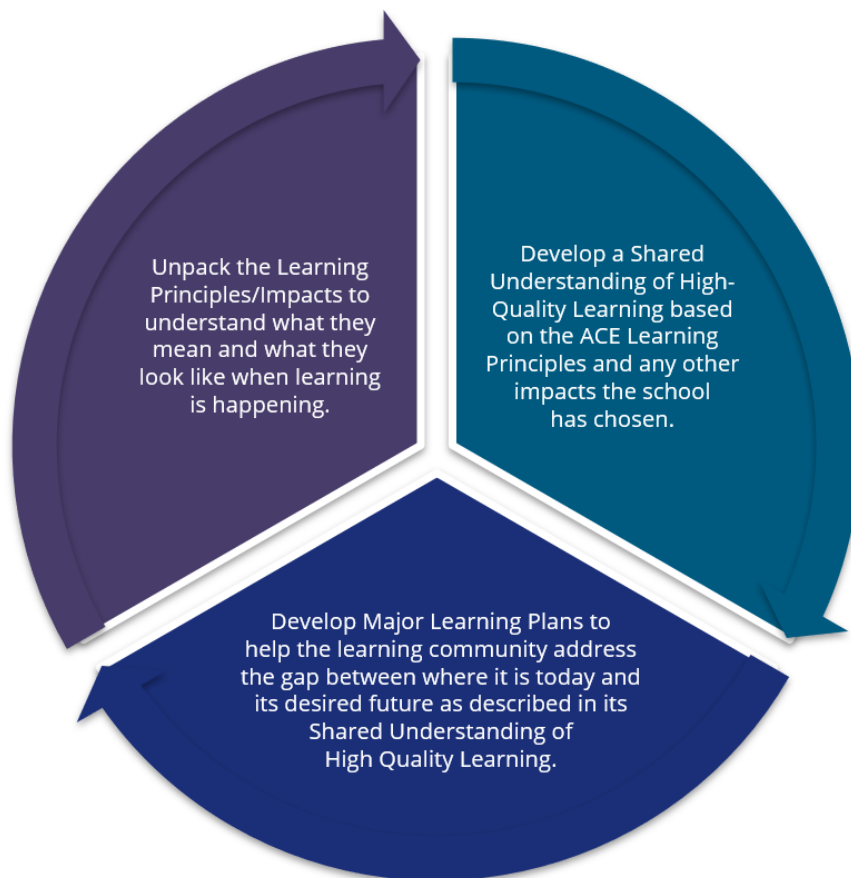 Unpack the Learning
Principles/Impacts to
understand what they
mean and what they
look like when learning
is happening.
Develop a Shared
Understanding of High-
Quality Learning based
on the ACE Learning
Principles and any other
impacts the school
has chosen.
Develop Major Learning Plans to
help the learning community address
the gap between where it is today and
its desired future as described in its
Shared Understanding of
High Quality Learning.